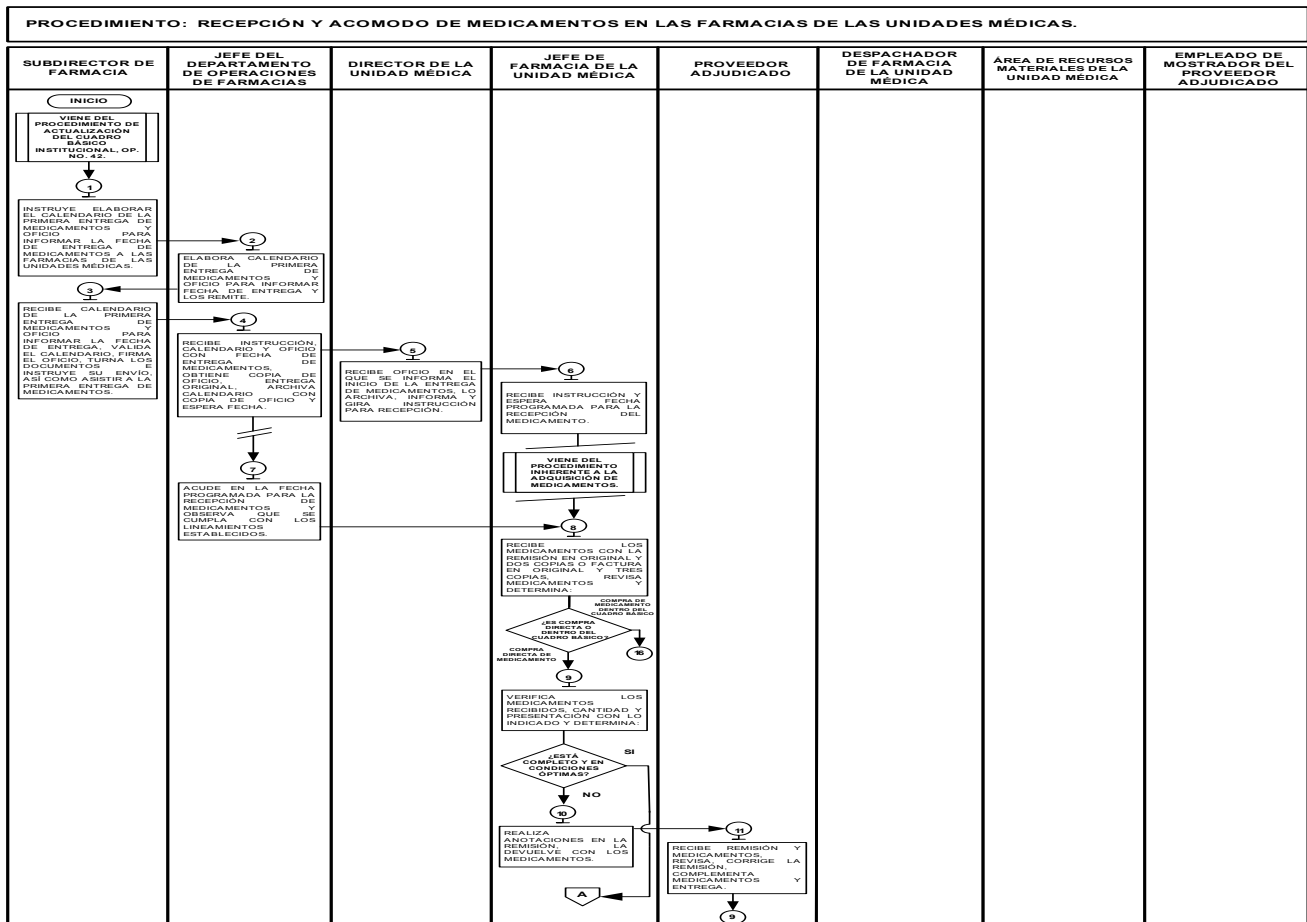 PROCEDIMIENTO: RECEPCIÓN Y ACOMODO DE MEDICAMENTOS EN LAS FARMACIAS DE LAS UNIDADES MÉDICAS.
SUBDIRECTOR DE
FARMACIA
JEFE DEL
DEPARTAMENTO
DE OPERACIONES
DE FARMACIAS
DIRECTOR DE LA
UNIDAD MÉDICA
JEFE DE
FARMACIA DE LA
UNIDAD MÉDICA
PROVEEDOR
ADJUDICADO
DESPACHADOR
DE FARMACIA
DE LA UNIDAD
MÉDICA
ÁREA DE RECURSOS
MATERIALES DE LA
UNIDAD MÉDICA
EMPLEADO DE
MOSTRADOR DEL
PROVEEDOR
ADJUDICADO
INICIO
VIENE DEL
PROCEDIMIENTO DE
ACTUALIZACIÓN
DEL CUADRO
BÁSICO
INSTITUCIONAL, OP.
NO. 42.
1
INSTRUYE ELABORAR
EL CALENDARIO DE LA
PRIMERA ENTREGA DE
MEDICAMENTOS Y
OFICIO PARA
INFORMAR LA FECHA
DE ENTREGA DE
MEDICAMENTOS A LAS
FARMACIAS DE LAS
UNIDADES MÉDICAS.
2
ELABORA CALENDARIO
DE LA PRIMERA
ENTREGA DE
MEDICAMENTOS Y
OFICIO PARA INFORMAR
FECHA DE ENTREGA Y
LOS REMITE.
3
RECIBE CALENDARIO
DE LA PRIMERA
ENTREGA DE
MEDICAMENTOS Y
OFICIO PARA
INFORMAR LA FECHA
DE ENTREGA, VALIDA
EL CALENDARIO, FIRMA
EL OFICIO, TURNA LOS
DOCUMENTOS E
INSTRUYE SU ENVÍO,
ASÍ COMO ASISTIR A LA
PRIMERA ENTREGA DE
MEDICAMENTOS.
4
RECIBE INSTRUCCIÓN,
CALENDARIO Y OFICIO
CON FECHA DE
ENTREGA DE
MEDICAMENTOS,
OBTIENE COPIA DE
OFICIO, ENTREGA
ORIGINAL, ARCHIVA
CALENDARIO CON
COPIA DE OFICIO Y
ESPERA FECHA.
5
RECIBE OFICIO EN EL
QUE SE INFORMA EL
INICIO DE LA ENTREGA
DE MEDICAMENTOS, LO
ARCHIVA, INFORMA Y
GIRA INSTRUCCIÓN
PARA RECEPCIÓN.
6
RECIBE INSTRUCCIÓN Y
ESPERA FECHA
PROGRAMADA PARA LA
RECEPCIÓN DEL
MEDICAMENTO.
VIENE DEL
PROCEDIMIENTO
INHERENTE A LA
ADQUISICIÓN DE
MEDICAMENTOS.
7
ACUDE EN LA FECHA
PROGRAMADA PARA LA
RECEPCIÓN DE
MEDICAMENTOS Y
OBSERVA QUE SE
CUMPLA CON LOS
LINEAMIENTOS
ESTABLECIDOS.
8
RECIBE LOS
MEDICAMENTOS CON LA
REMISIÓN EN ORIGINAL Y
DOS COPIAS O FACTURA
EN ORIGINAL Y TRES
COPIAS, REVISA
MEDICAMENTOS Y
DETERMINA:
COMPRA DE
MEDICAMENTO
DENTRO DEL
CUADRO BÁSICO
¿ES COMPRA
DIRECTA O
DENTRO DEL
CUADRO BÁSICO?
16
COMPRA
DIRECTA DE
MEDICAMENTO
9
VERIFICA LOS
MEDICAMENTOS
RECIBIDOS, CANTIDAD Y
PRESENTACIÓN CON LO
INDICADO Y DETERMINA:
¿ESTÁ
COMPLETO Y EN
CONDICIONES
ÓPTIMAS?
SI
NO
10
REALIZA
ANOTACIONES EN LA
REMISIÓN, LA
DEVUELVE CON LOS
MEDICAMENTOS.
11
RECIBE REMISIÓN Y
MEDICAMENTOS,
REVISA, CORRIGE LA
REMISIÓN,
COMPLEMENTA
MEDICAMENTOS Y
ENTREGA.
A
9